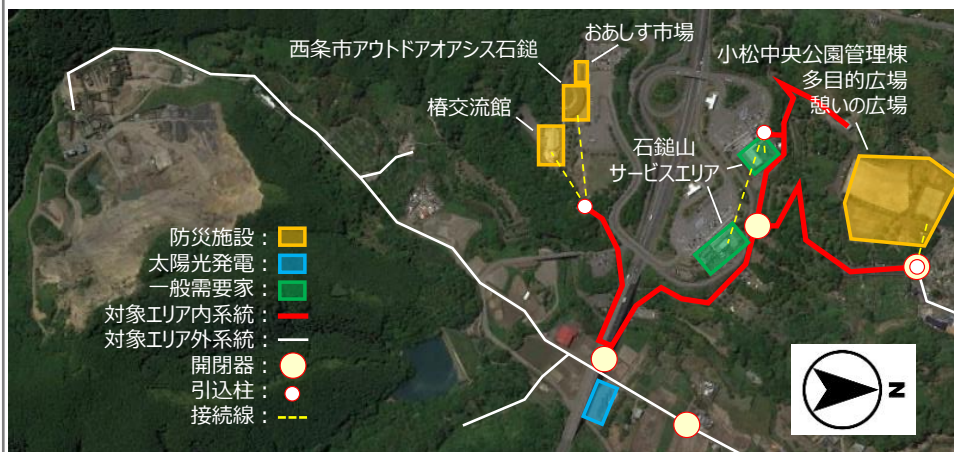 おあしす市場
西条市アウトドアオアシス石鎚
小松中央公園管理棟
多目的広場
憩いの広場
椿交流館
石鎚山
サービスエリア
防災施設：
太陽光発電：
一般需要家：
対象エリア内系統：
対象エリア外系統：
開閉器：
引込柱：
接続線：
N